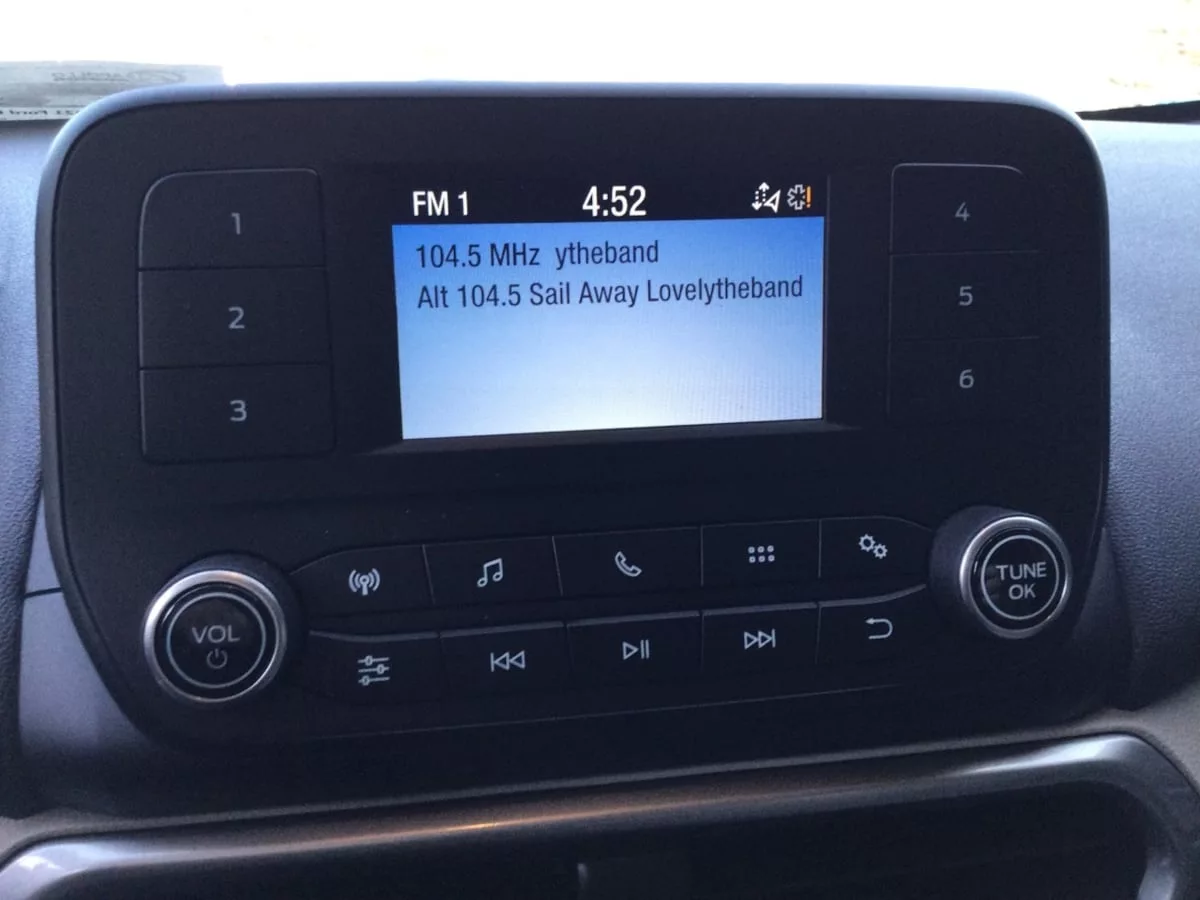 FM 1 4:52
104.5 MHz ytheband
Alt 104.5 Sail Away Lovelytheband
1
2
3
4
5
6
VOL
TUNE
OK